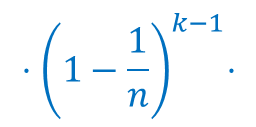 · (1 − 1/n)^(k−1) ·